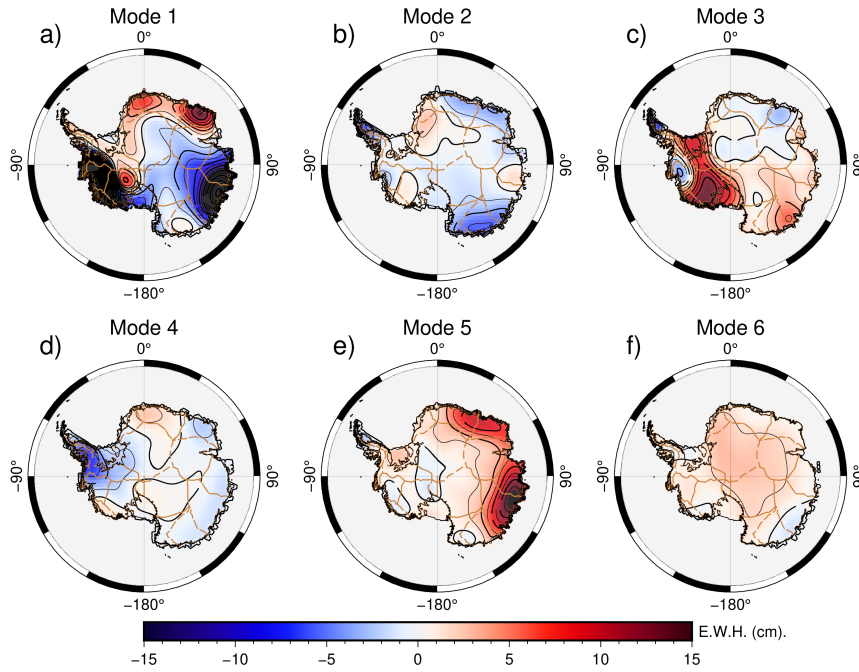 Mode 1 Mode 2 Mode 3
a) 0° b) 0° c) 0°
−90° 90° −90° 90° −90° 90°
−180° −180° −180°
Mode 4 Mode 5 Mode 6
d) 0° e) 0° f) 0°
−90° 90° −90° 90° −90° 90°
−180° −180° −180°
E.W.H. (cm).
−15 −10 −5 0 5 10 15